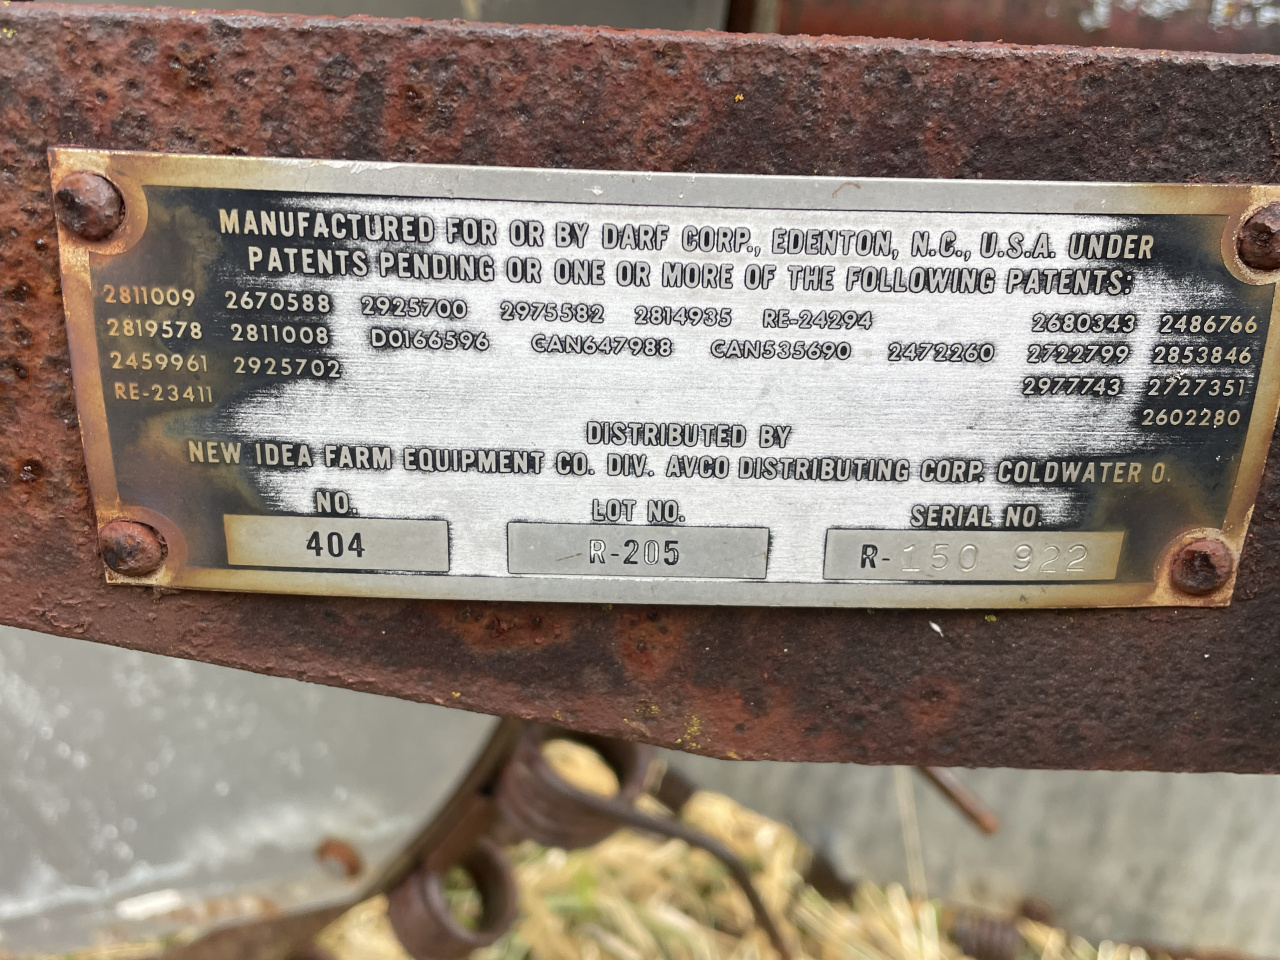 MANUFACTURED FOR OR BY DARF CORP., EDENTON, N.C., U.S.A. UNDER
PATENTS PENDING OR ONE OR MORE OF THE FOLLOWING PATENTS:
2811009 2670588 2925700 2975582 2814935 RE-24294 2680343 2486766
2819578 2811008 DO166596 CAN647988 CAN535690 2472260 2722799 2853846
2459961 2925702 2977743 2727351
RE-23411 2602280
DISTRIBUTED BY
NEW IDEA FARM EQUIPMENT CO. DIV. AVCO DISTRIBUTING CORP. COLDWATER O.
NO. LOT NO. SERIAL NO.
404 R-205 R-150 922